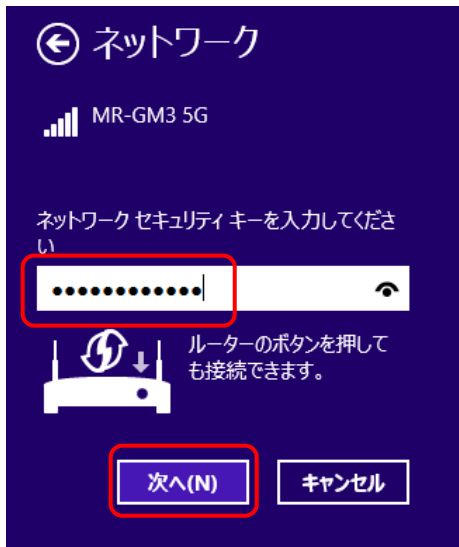 ネットワーク
MR-GM3 5G
ネットワーク セキュリティ キーを入力してくださ
い
••••••••••••
ルーターのボタンを押して
も接続できます。
次へ(N)
キャンセル